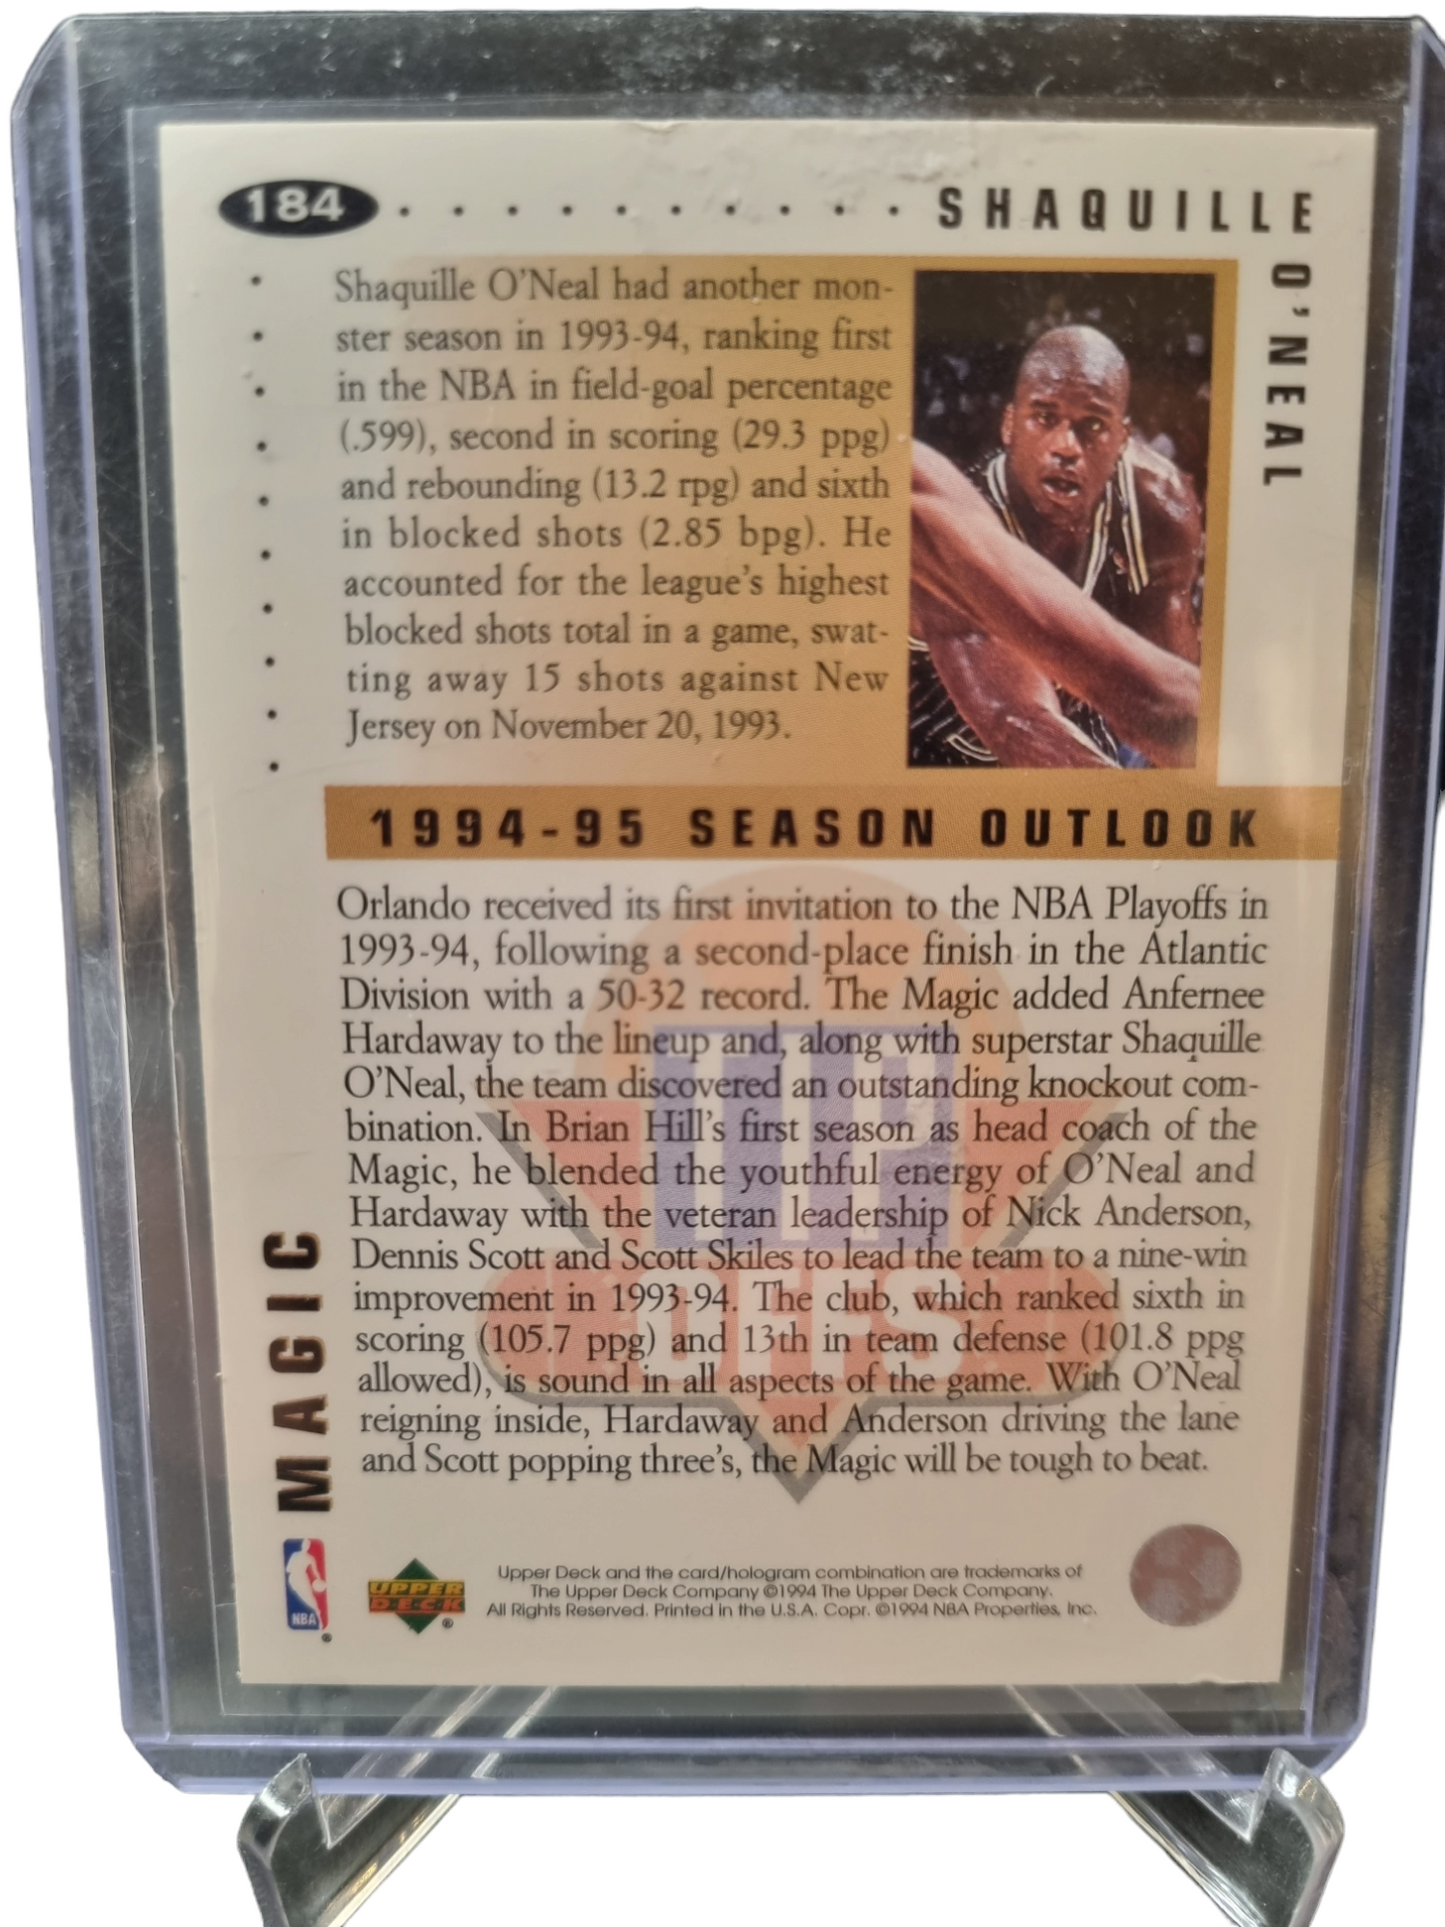 184 SHAQUILLE
O'NEAL
Shaquille O'Neal had another mon-
ster season in 1993-94, ranking first
in the NBA in field-goal percentage
(.599), second in scoring (29.3 ppg)
and rebounding (13.2 rpg) and sixth
in blocked shots (2.85 bpg). He
accounted for the league's highest
blocked shots total in a game, swat-
ting away 15 shots against New
Jersey on November 20, 1993.
1994-95 SEASON OUTLOOK
Orlando received its first invitation to the NBA Playoffs in
1993-94, following a second-place finish in the Atlantic
Division with a 50-32 record. The Magic added Anfernee
Hardaway to the lineup and, along with superstar Shaquille
O'Neal, the team discovered an outstanding knockout com-
bination. In Brian Hill's first season as head coach of the
Magic, he blended the youthful energy of O'Neal and
Hardaway with the veteran leadership of Nick Anderson,
Dennis Scott and Scott Skiles to lead the team to a nine-win
improvement in 1993-94. The club, which ranked sixth in
scoring (105.7 ppg) and 13th in team defense (101.8 ppg
allowed), is sound in all aspects of the game. With O'Neal
reigning inside, Hardaway and Anderson driving the lane
and Scott popping three's, the Magic will be tough to beat.
MAGIC
NBA
®
UPPER
DECK
®
Upper Deck and the card/hologram combination are trademarks of
The Upper Deck Company ©1994 The Upper Deck Company.
All Rights Reserved. Printed in the U.S.A. Copr. ©1994 NBA Properties, Inc.